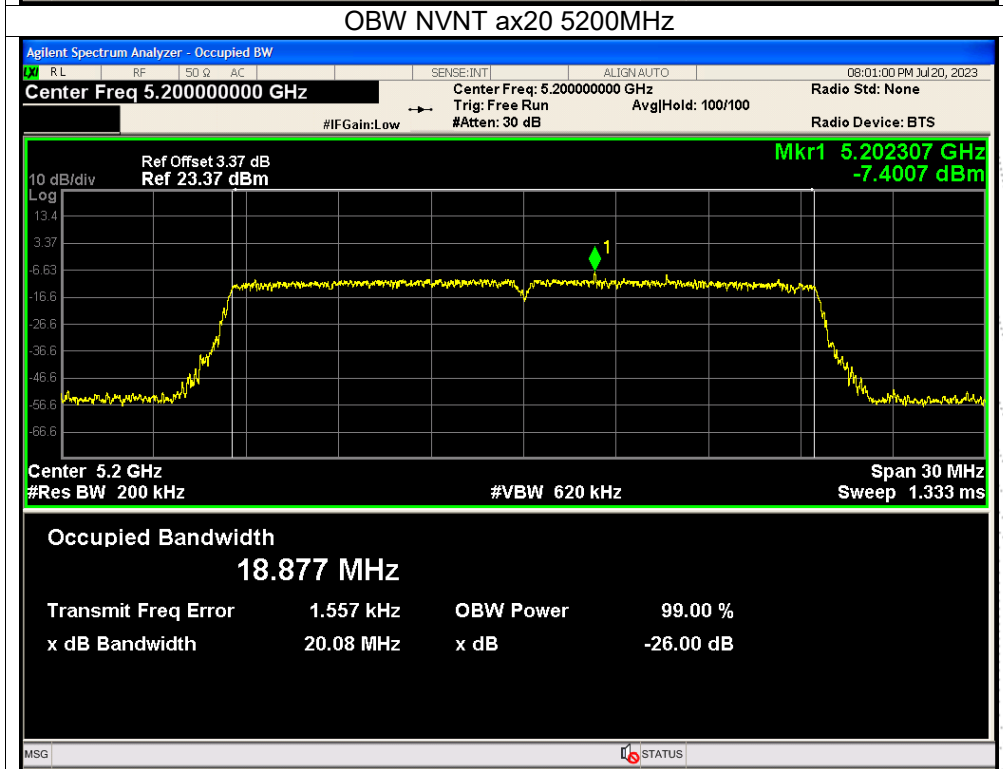 OBW NVNT ax20 5200MHz
Agilent Spectrum Analyzer - Occupied BW
LXI RL RF 50 Ω AC SENSE:INT ALIGN AUTO 08:01:00 PM Jul 20, 2023
Center Freq 5.200000000 GHz Center Freq: 5.200000000 GHz Radio Std: None
Trig: Free Run Avg|Hold: 100/100
#IFGain:Low #Atten: 30 dB Radio Device: BTS
Mkr1 5.202307 GHz
-7.4007 dBm
Ref Offset 3.37 dB
10 dB/div Ref 23.37 dBm
Log
13.4
3.37
1
-6.63
-16.6
-26.6
-36.6
-46.6
-56.6
-66.6
Center 5.2 GHz Span 30 MHz
#Res BW 200 kHz #VBW 620 kHz Sweep 1.333 ms
Occupied Bandwidth
18.877 MHz
Transmit Freq Error 1.557 kHz OBW Power 99.00 %
x dB Bandwidth 20.08 MHz x dB -26.00 dB
MSG STATUS